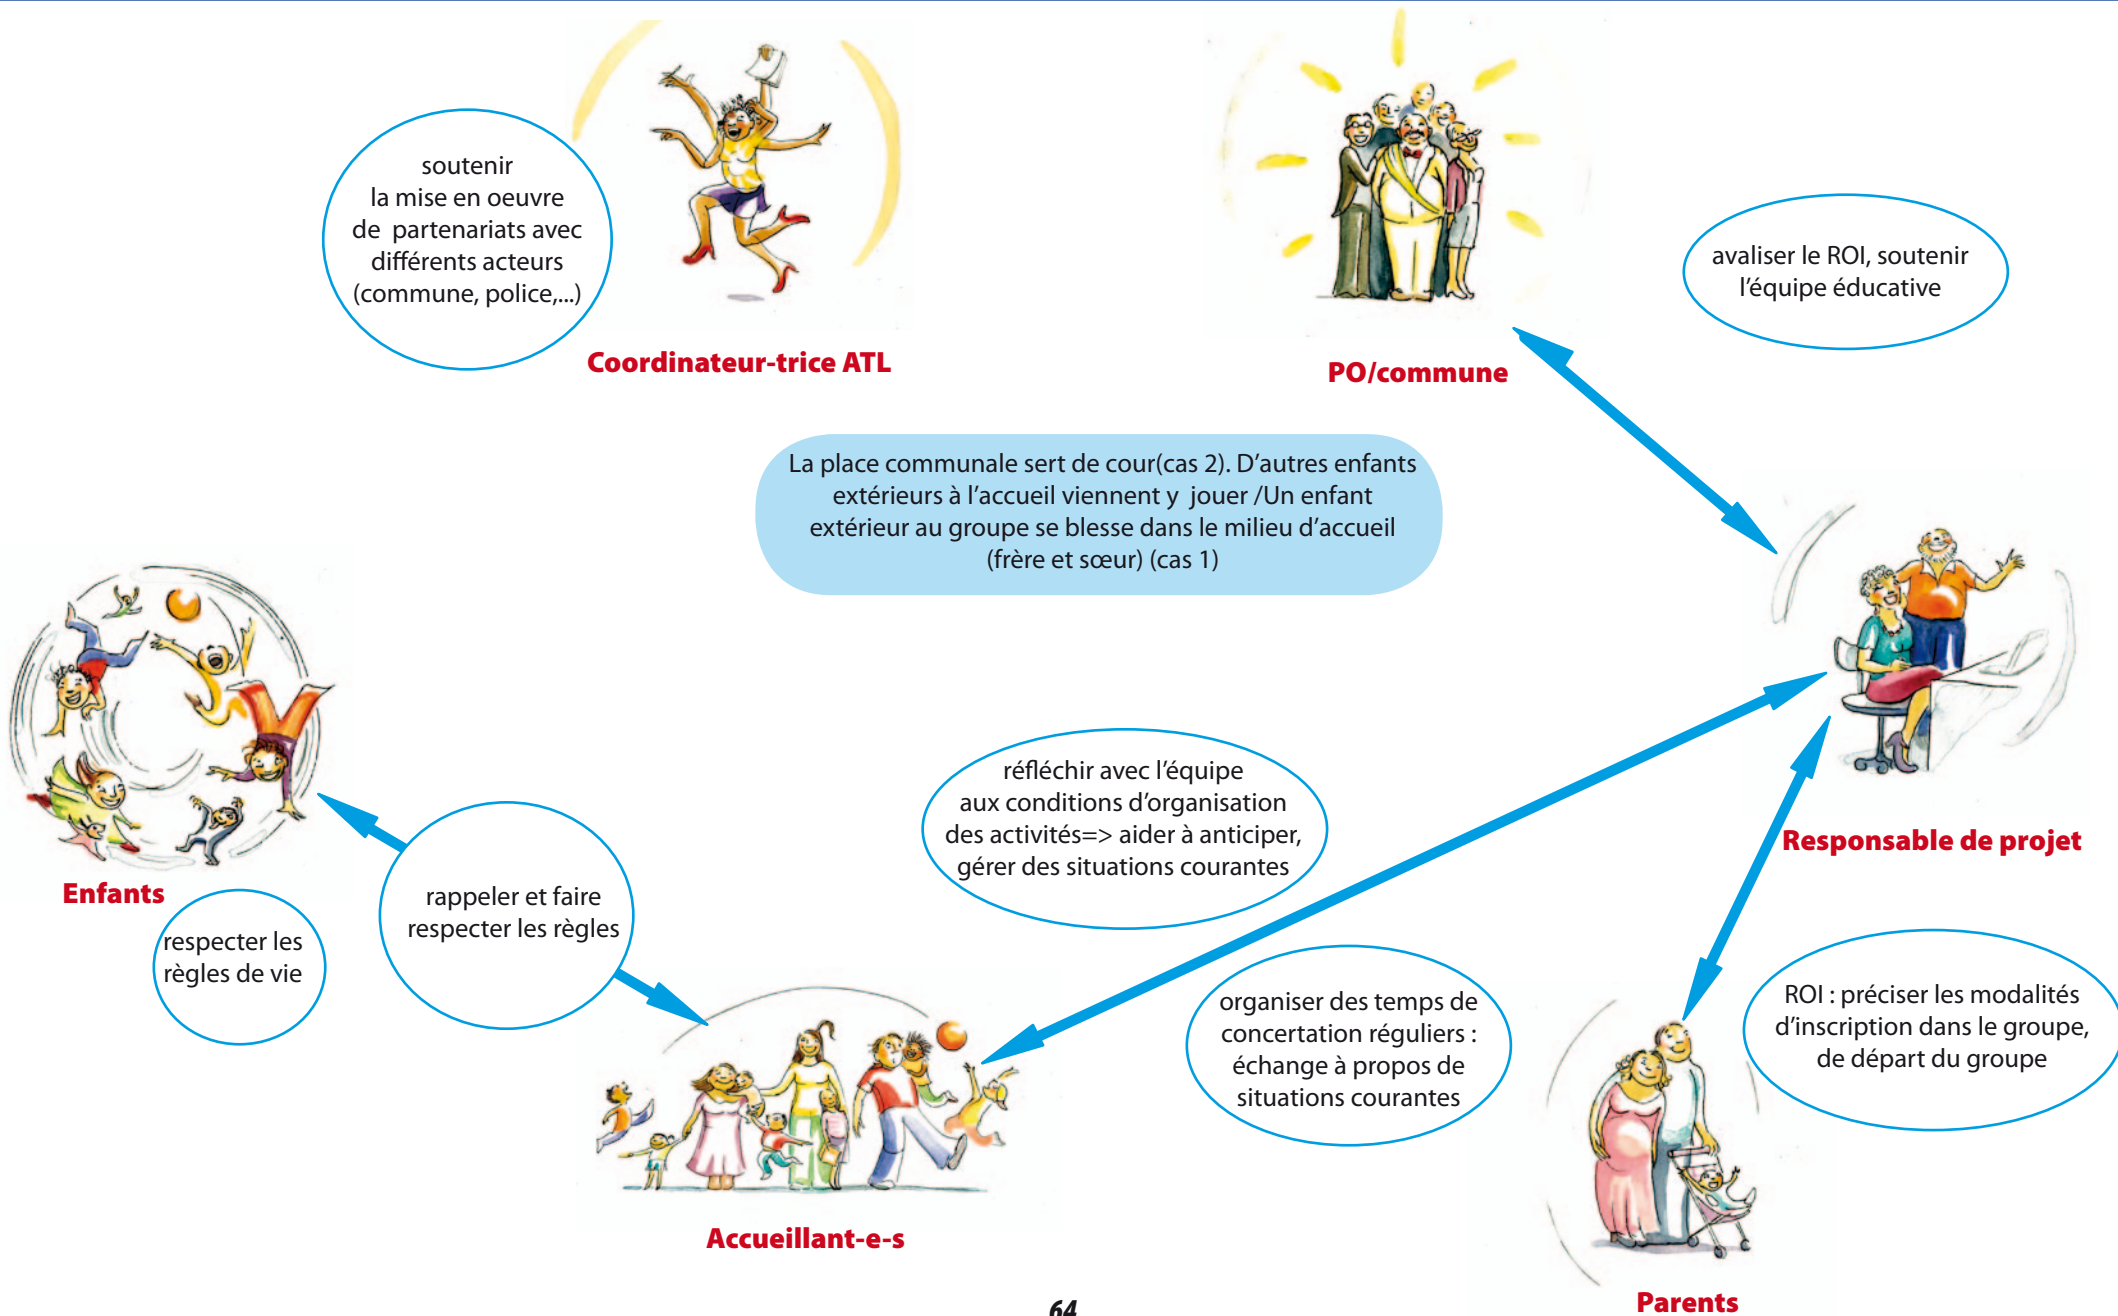 soutenir
la mise en oeuvre
de partenariats avec
différents acteurs
(commune, police,...)
Coordinateur-trice ATL
PO/commune
avaliser le ROI, soutenir
l'équipe éducative
La place communale sert de cour(cas 2). D'autres enfants
extérieurs à l'accueil viennent y jouer /Un enfant
extérieur au groupe se blesse dans le milieu d'accueil
(frère et sœur) (cas 1)
Responsable de projet
réfléchir avec l'équipe
aux conditions d'organisation
des activités=> aider à anticiper,
gérer des situations courantes
Enfants
respecter les
règles de vie
rappeler et faire
respecter les règles
organiser des temps de
concertation réguliers :
échange à propos de
situations courantes
ROI : préciser les modalités
d'inscription dans le groupe,
de départ du groupe
Accueillant-e-s
Parents
64